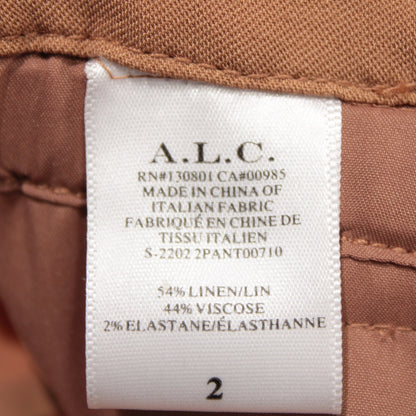 A.L.C.
RN#130801 CA#00985
MADE IN CHINA OF
ITALIAN FABRIC
FABRIQUÉ EN CHINE DE
TISSU ITALIEN
S-2202 2PANT00710
54% LINEN/LIN
44% VISCOSE
2% ELASTANE/ÉLASTHANNE
2